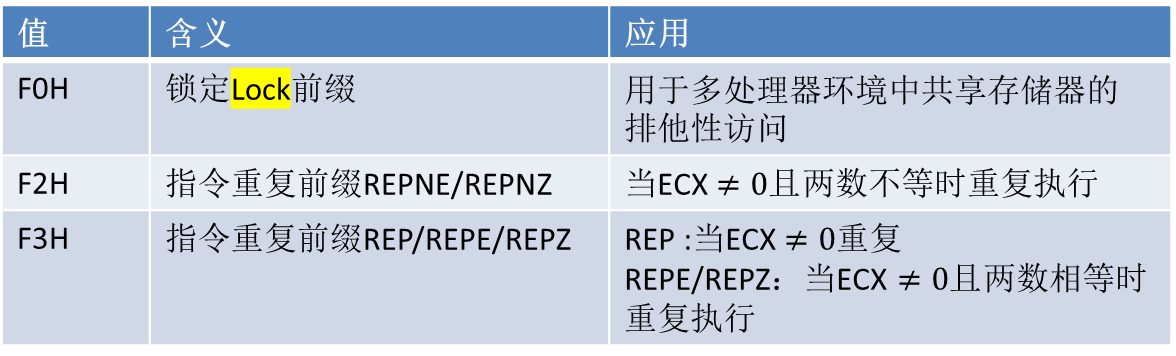 值 含义 应用
F0H 锁定Lock前缀 用于多处理器环境中共享存储器的
排他性访问
F2H 指令重复前缀REPNE/REPNZ 当ECX ≠ 0且两数不等时重复执行
F3H 指令重复前缀REP/REPE/REPZ REP :当ECX ≠ 0重复
REPE/REPZ：当ECX ≠ 0且两数相等时
重复执行